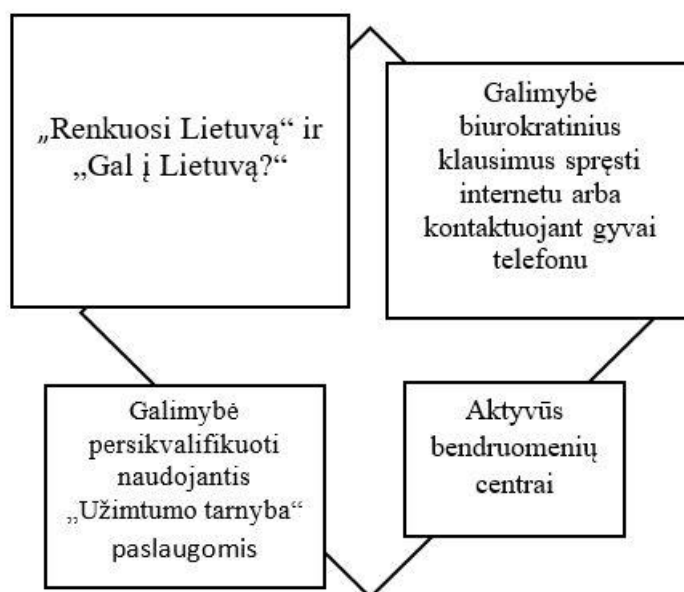 „Renkuosi Lietuvą“ ir
„Gal į Lietuvą?“
Galimybė
biurokratinius
klausimus spręsti
internetu arba
kontaktuojant gyvai
telefonu
Galimybė
persikvalifikuoti
naudojantis
„Užimtumo tarnyba“
paslaugomis
Aktyvūs
bendruomenių
centrai